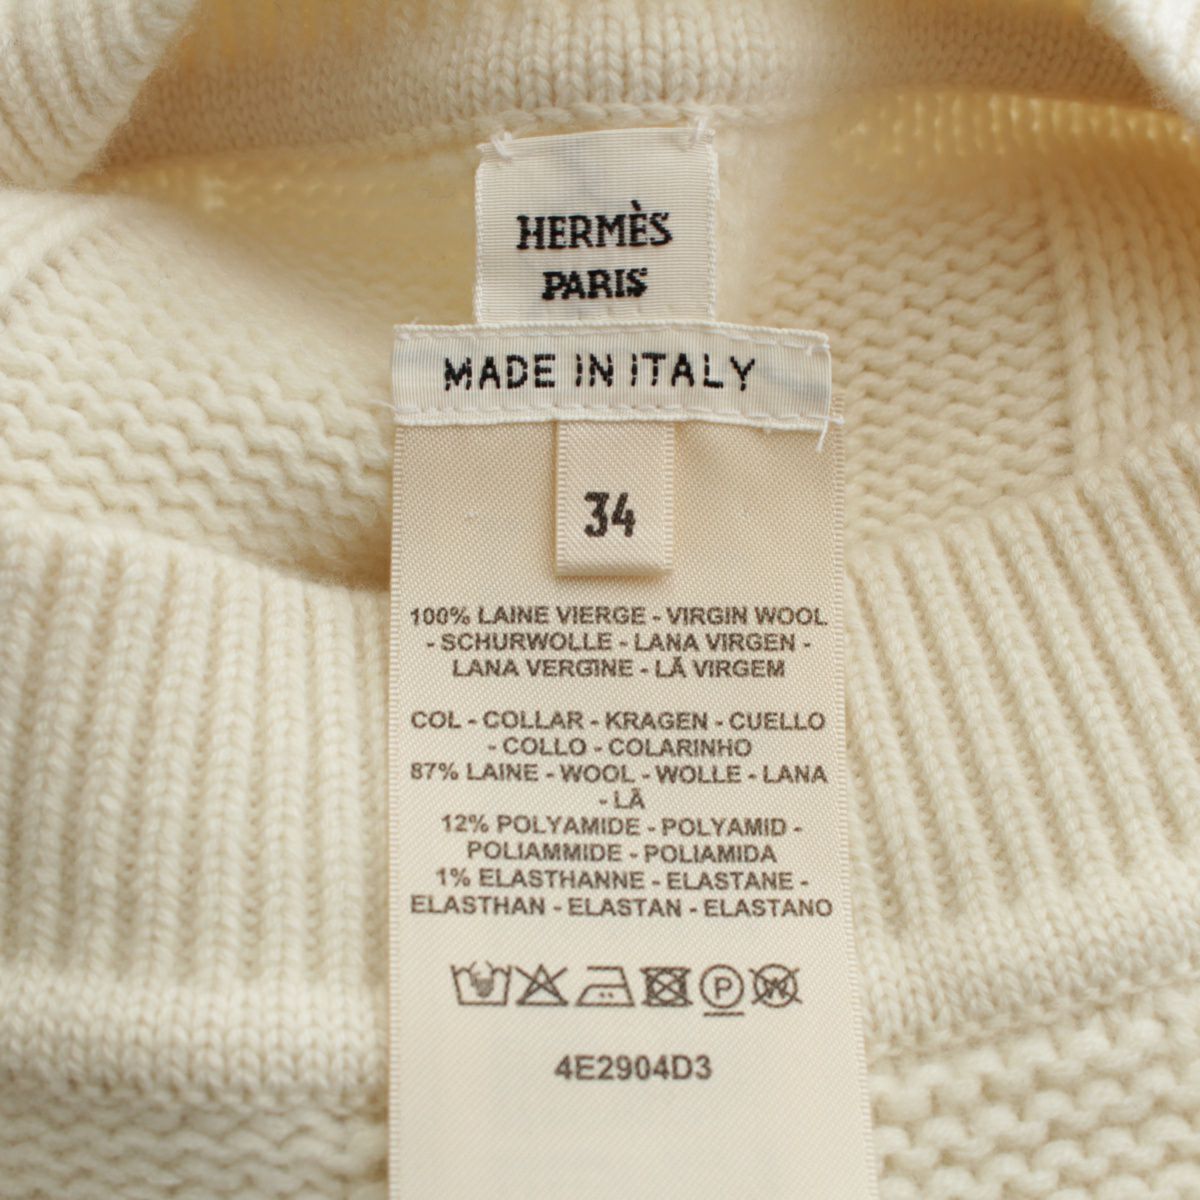 HERMÈS
PARIS
MADE IN ITALY
34
100% LAINE VIERGE - VIRGIN WOOL
- SCHURWOLLE - LANA VIRGEN -
LANA VERGINE - LÃ VIRGEM
COL - COLLAR - KRAGEN - CUELLO
- COLLO - COLARINHO
87% LAINE - WOOL - WOLLE - LANA
- LÃ
12% POLYAMIDE - POLYAMID -
POLIAMMIDE - POLIAMIDA
1% ELASTHANNE - ELASTANE -
ELASTHAN - ELASTAN - ELASTANO
P W
4E2904D3